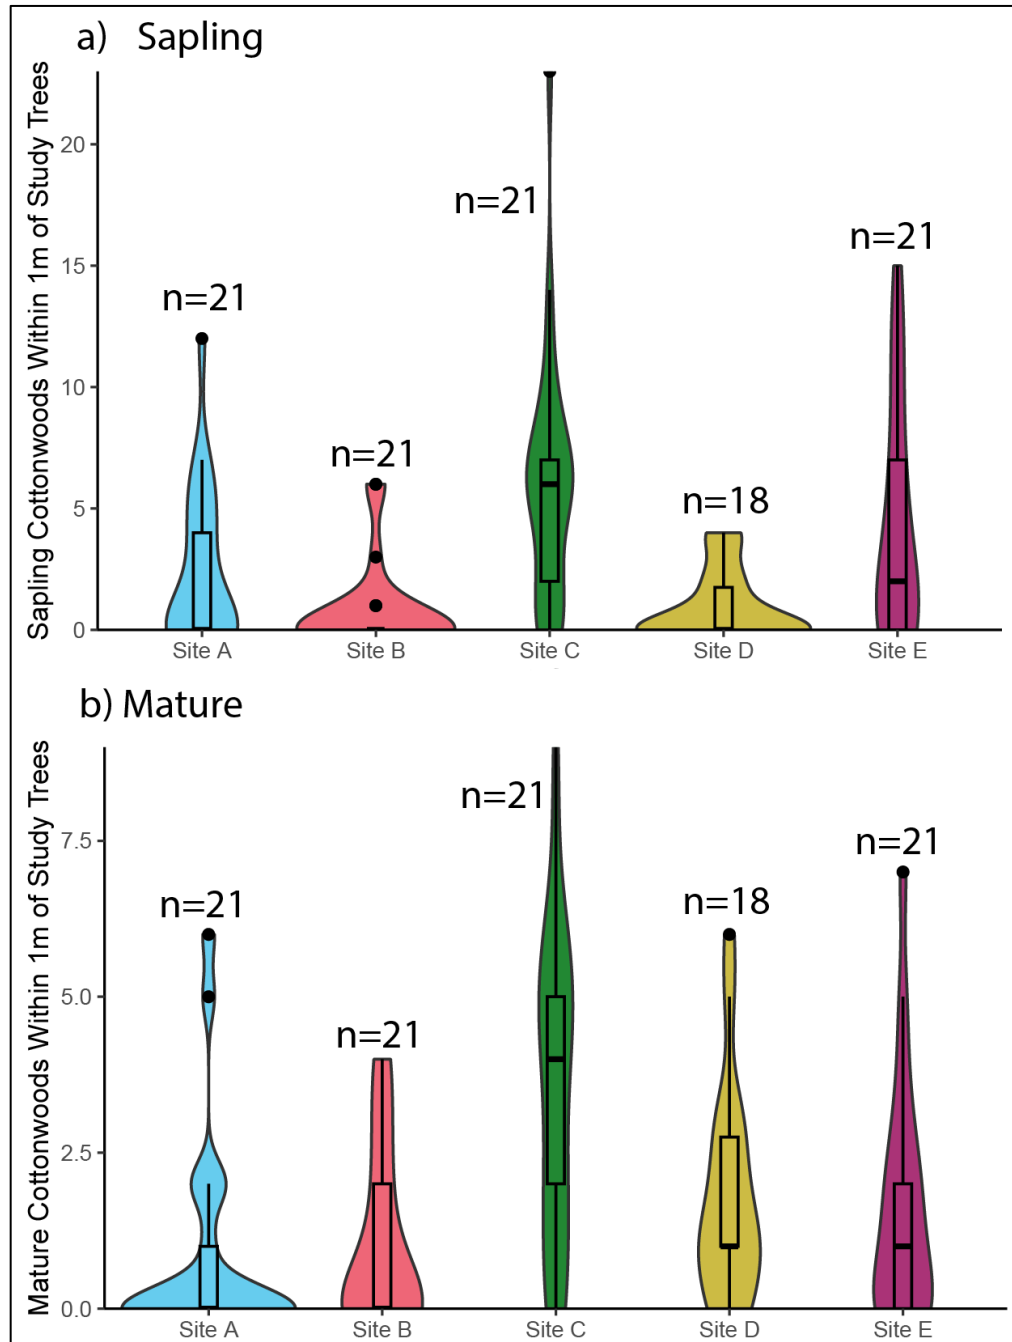 a) Sapling
Sapling Cottonwoods Within 1m of Study Trees
20
15
10
5
0
n=21
n=21
n=21
n=18
n=21
Site A
Site B
Site C
Site D
Site E
b) Mature
Mature Cottonwoods Within 1m of Study Trees
7.5
5.0
2.5
0.0
n=21
n=21
n=21
n=18
n=21
Site A
Site B
Site C
Site D
Site E